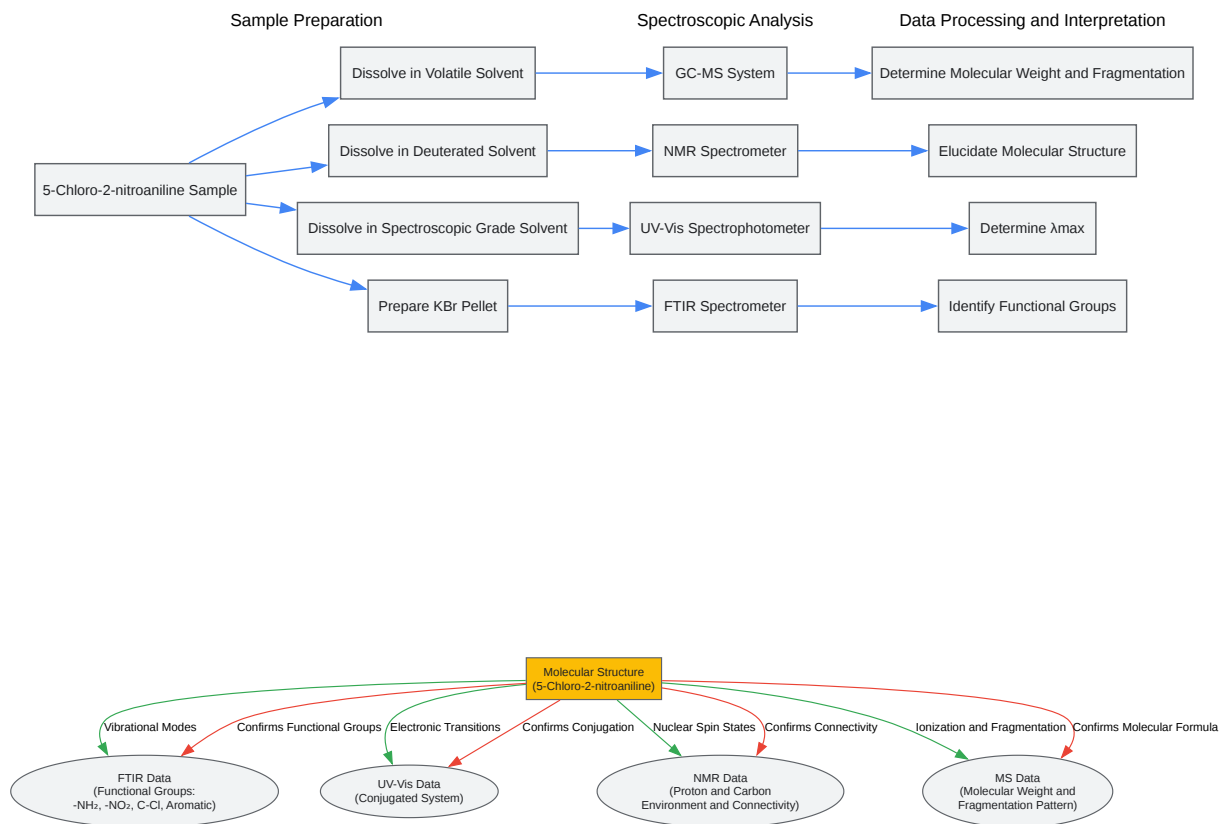 Sample Preparation
Spectroscopic Analysis
Data Processing and Interpretation
Dissolve in Volatile Solvent
GC-MS System
Determine Molecular Weight and Fragmentation
Dissolve in Deuterated Solvent
NMR Spectrometer
Elucidate Molecular Structure
5-Chloro-2-nitroaniline Sample
Dissolve in Spectroscopic Grade Solvent
UV-Vis Spectrophotometer
Determine λmax
Prepare KBr Pellet
FTIR Spectrometer
Identify Functional Groups
Molecular Structure
(5-Chloro-2-nitroaniline)
Vibrational Modes
Confirms Functional Groups
Electronic Transitions
Confirms Conjugation
Nuclear Spin States
Confirms Connectivity
Ionization and Fragmentation
Confirms Molecular Formula
FTIR Data
(Functional Groups:
-NH₂, -NO₂, C-Cl, Aromatic)
UV-Vis Data
(Conjugated System)
NMR Data
(Proton and Carbon
Environment and Connectivity)
MS Data
(Molecular Weight and
Fragmentation Pattern)